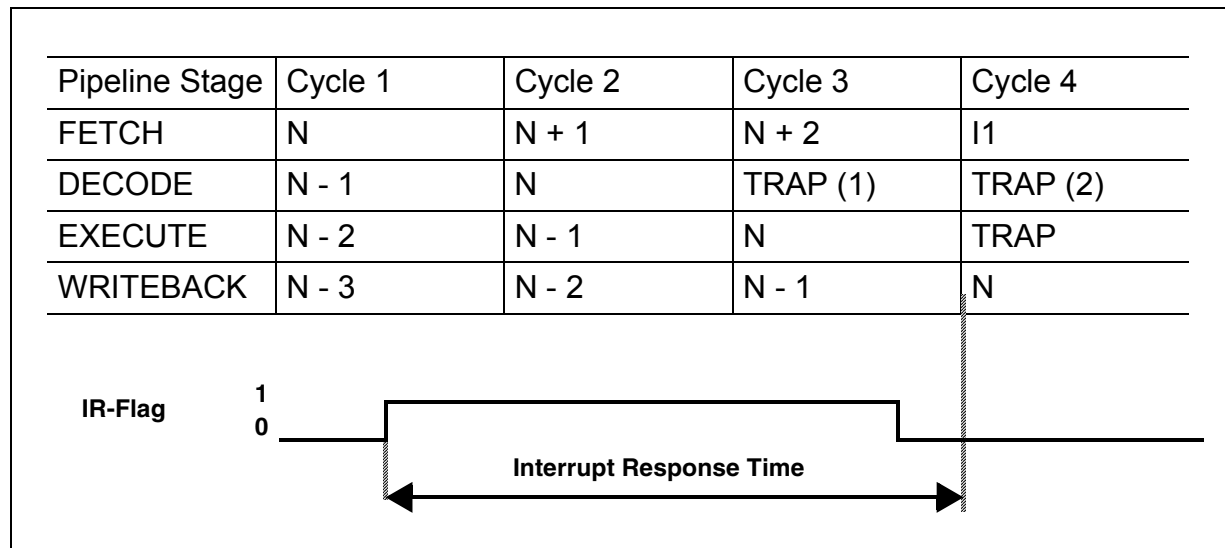 Pipeline Stage Cycle 1 Cycle 2 Cycle 3 Cycle 4
FETCH N N + 1 N + 2 I1
DECODE N - 1 N TRAP (1) TRAP (2)
EXECUTE N - 2 N - 1 N TRAP
WRITEBACK N - 3 N - 2 N - 1 N
1
IR-Flag
0
Interrupt Response Time